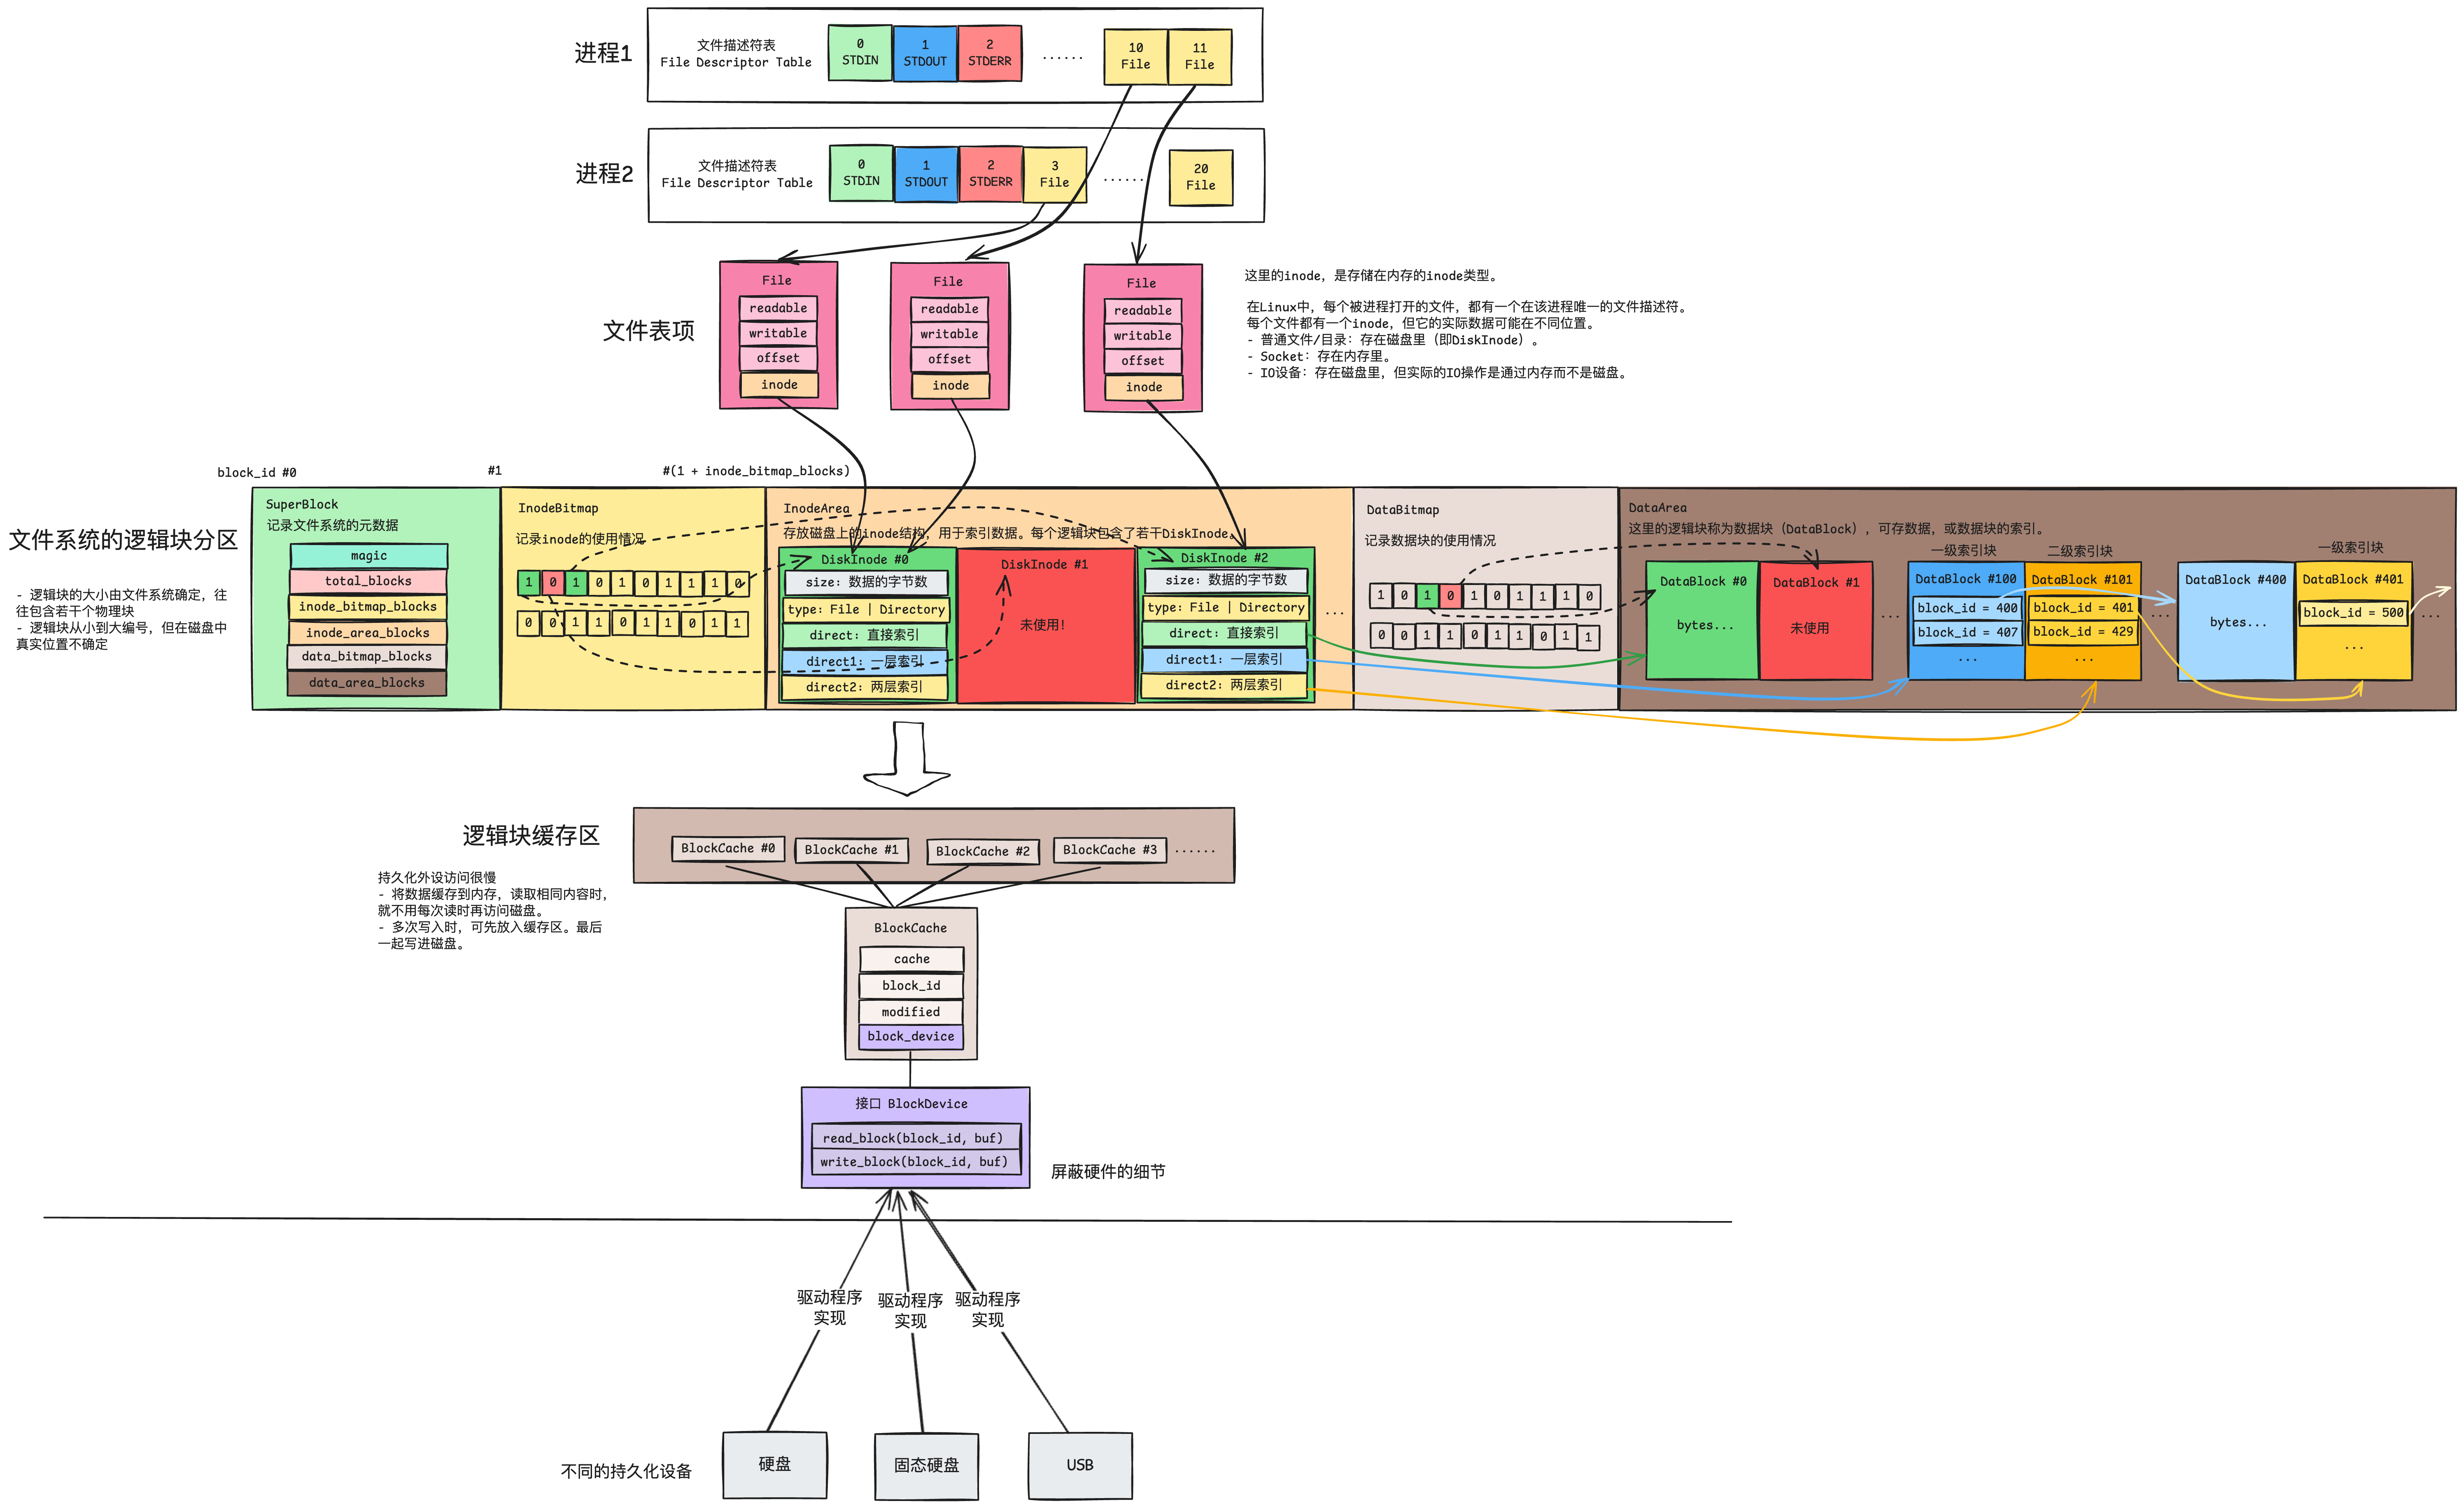 进程1
文件描述符表
File Descriptor Table
0
STDIN
1
STDOUT
2
STDERR
......
10
File
11
File
进程2
文件描述符表
File Descriptor Table
0
STDIN
1
STDOUT
2
STDERR
3
File
......
20
File
文件表项
File
readable
writable
offset
inode
File
readable
writable
offset
inode
File
readable
writable
offset
inode
这里的inode，是存储在内存的inode类型。
在Linux中，每个被进程打开的文件，都有一个在该进程唯一的文件描述符。
每个文件都有一个inode，但它的实际数据可能在不同位置。
- 普通文件/目录：存在磁盘里（即DiskInode）。
- Socket：存在内存里。
- IO设备：存在磁盘里，但实际的IO操作是通过内存而不是磁盘。
block_id #0
#1
#(1 + inode_bitmap_blocks)
文件系统的逻辑块分区
- 逻辑块的大小由文件系统确定，往
往包含若干个物理块
- 逻辑块从小到大编号，但在磁盘中
真实位置不确定
SuperBlock
记录文件系统的元数据
magic
total_blocks
inode_bitmap_blocks
inode_area_blocks
data_bitmap_blocks
data_area_blocks
InodeBitmap
记录inode的使用情况
1 0 1 0 1 0 1 1 1 0
0 0 1 1 0 1 1 0 1 1
InodeArea
存放磁盘上的inode结构，用于索引数据。每个逻辑块包含了若干DiskInode。
DiskInode #0
size：数据的字节数
type：File | Directory
direct：直接索引
direct1：一层索引
direct2：两层索引
DiskInode #1
未使用！
DiskInode #2
size：数据的字节数
type：File | Directory
direct：直接索引
direct1：一层索引
direct2：两层索引
...
DataBitmap
记录数据块的使用情况
1 0 1 0 1 0 1 1 1 0
0 0 1 1 0 1 1 0 1 1
DataArea
这里的逻辑块称为数据块（DataBlock），可存数据，或数据块的索引。
DataBlock #0
bytes...
DataBlock #1
未使用
...
一级索引块
DataBlock #100
block_id = 400
block_id = 407
...
二级索引块
DataBlock #101
block_id = 401
block_id = 429
...
...
DataBlock #400
bytes...
一级索引块
DataBlock #401
block_id = 500
...
...
逻辑块缓存区
持久化外设访问很慢
- 将数据缓存到内存，读取相同内容时，
就不用每次读时再访问磁盘。
- 多次写入时，可先放入缓存区。最后
一起写进磁盘。
BlockCache #0
BlockCache #1
BlockCache #2
BlockCache #3
......
BlockCache
cache
block_id
modified
block_device
接口 BlockDevice
read_block(block_id, buf)
write_block(block_id, buf)
屏蔽硬件的细节
驱动程序
实现
驱动程序
实现
驱动程序
实现
不同的持久化设备
硬盘
固态硬盘
USB